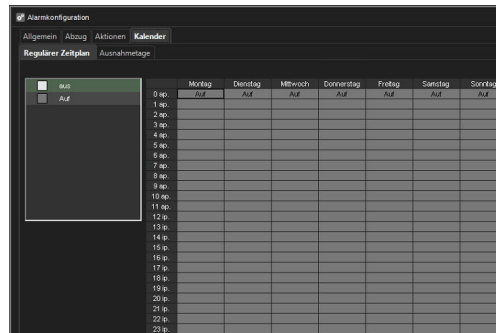 Alarmkonfiguration
Allgemein Abzug Aktionen Kalender
Regulärer Zeitplan Ausnahmetage
aus
Auf
Montag Dienstag Mittwoch Donnerstag Freitag Samstag Sonntag
0 ap. Auf Auf Auf Auf Auf Auf Auf
1 ap.
2 ap.
3 ap.
4 ap.
5 ap.
6 ap.
7 ap.
8 ap.
9 ap.
10 ap.
11 ap.
12 ip.
13 ip.
14 ip.
15 ip.
16 ip.
17 ip.
18 ip.
19 ip.
20 ip.
21 ip.
22 ip.
23 ip.